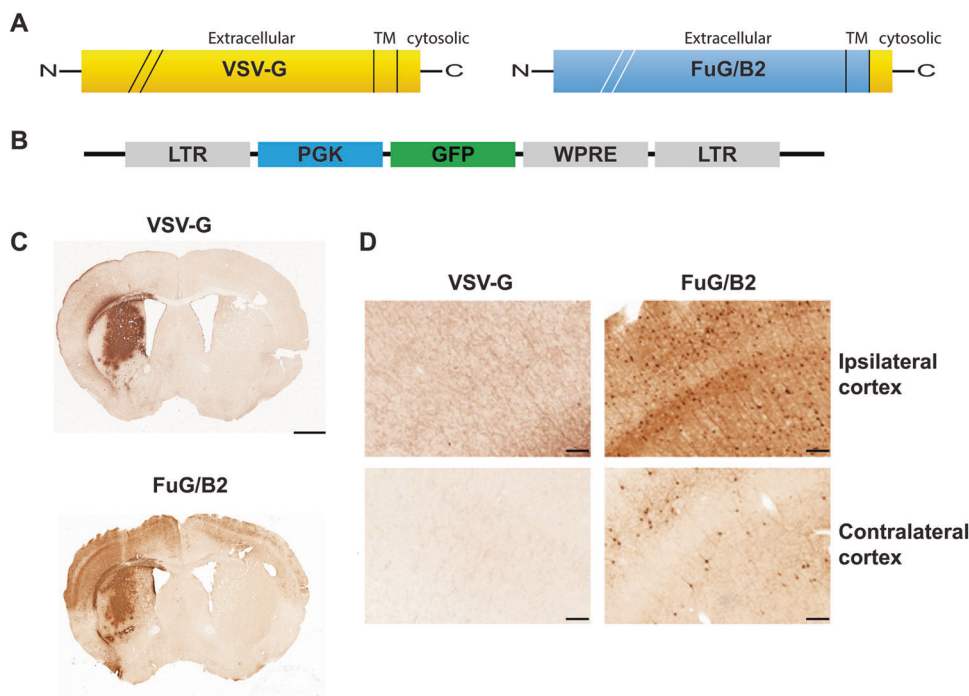 A
Extracellular TM cytosolic
N VSV-G C
Extracellular TM cytosolic
N FuG/B2 C
B
LTR PGK GFP WPRE LTR
C
VSV-G
FuG/B2
D
VSV-G FuG/B2
Ipsilateral
cortex
Contralateral
cortex